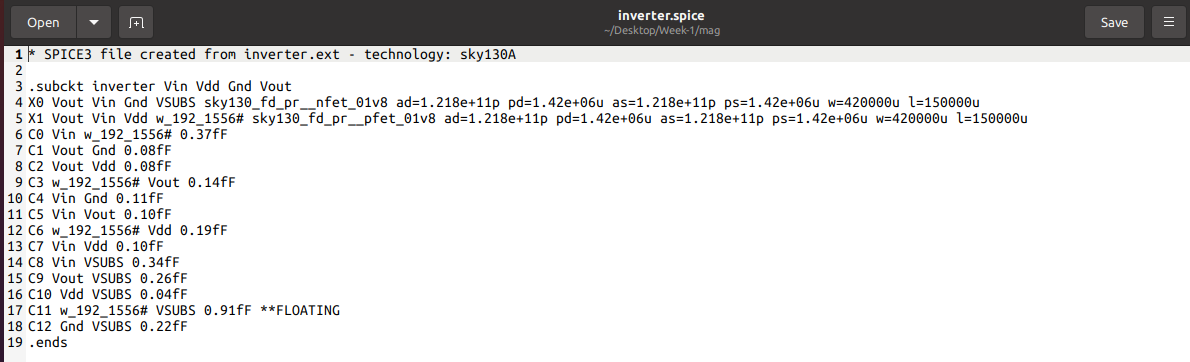 Open
inverter.spice
~/Desktop/Week-1/mag
Save
1 * SPICE3 file created from inverter.ext - technology: sky130A
2
3 .subckt inverter Vin Vdd Gnd Vout
4 X0 Vout Vin Gnd VSUBS sky130_fd_pr__nfet_01v8 ad=1.218e+11p pd=1.42e+06u as=1.218e+11p ps=1.42e+06u w=420000u l=150000u
5 X1 Vout Vin Vdd w_192_1556# sky130_fd_pr__pfet_01v8 ad=1.218e+11p pd=1.42e+06u as=1.218e+11p ps=1.42e+06u w=420000u l=150000u
6 C0 Vin w_192_1556# 0.37fF
7 C1 Vout Gnd 0.08fF
8 C2 Vout Vdd 0.08fF
9 C3 w_192_1556# Vout 0.14fF
10 C4 Vin Gnd 0.11fF
11 C5 Vin Vout 0.10fF
12 C6 w_192_1556# Vdd 0.19fF
13 C7 Vin Vdd 0.10fF
14 C8 Vin VSUBS 0.34fF
15 C9 Vout VSUBS 0.26fF
16 C10 Vdd VSUBS 0.04fF
17 C11 w_192_1556# VSUBS 0.91fF **FLOATING
18 C12 Gnd VSUBS 0.22fF
19 .ends